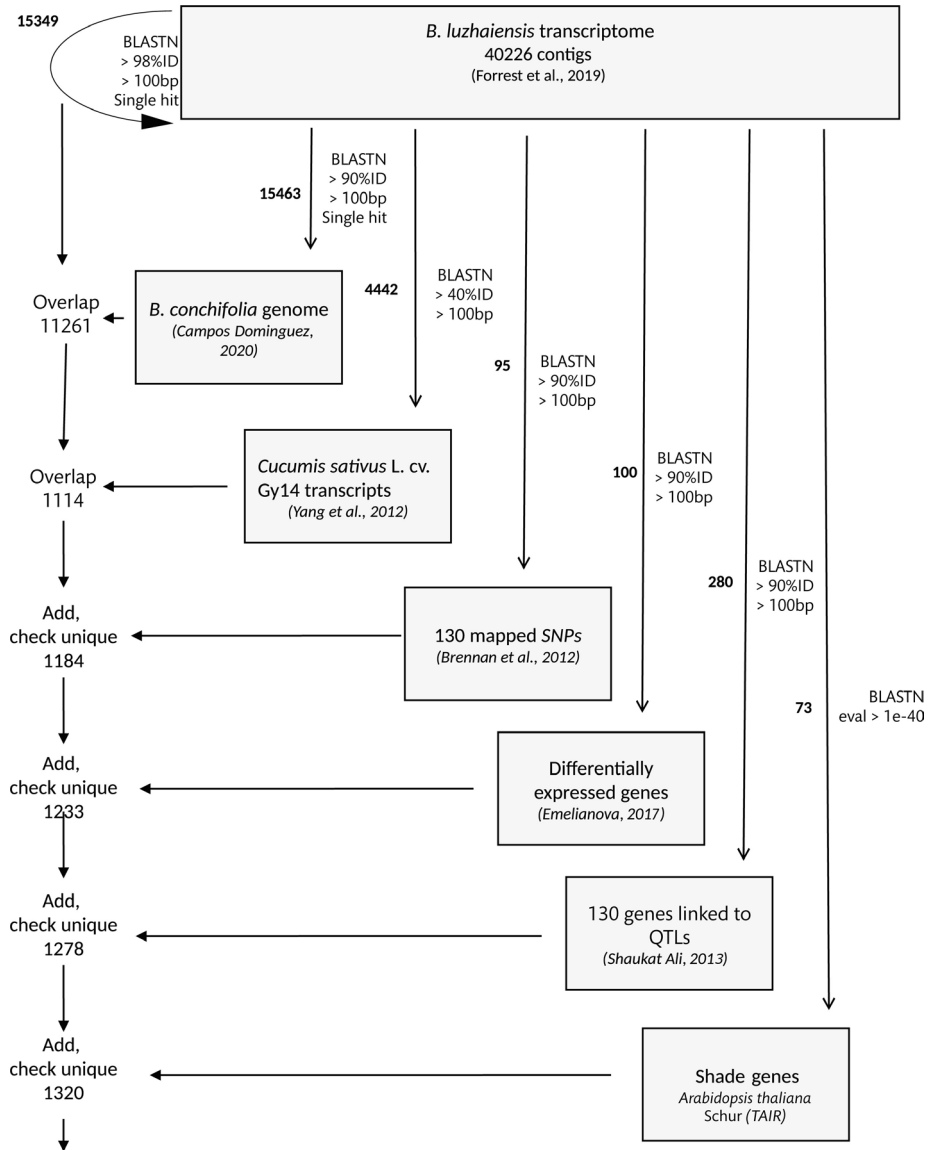 15349
BLASTN
> 98%ID
> 100bp
Single hit
B. luzhaiensis transcriptome
40226 contigs
(Forrest et al., 2019)
15463
BLASTN
> 90%ID
> 100bp
Single hit
4442
BLASTN
> 40%ID
> 100bp
95
BLASTN
> 90%ID
> 100bp
100
BLASTN
> 90%ID
> 100bp
280
BLASTN
> 90%ID
> 100bp
73
BLASTN
eval > 1e-40
Overlap
11261
B. conchifolia genome
(Campos Dominguez,
2020)
Overlap
1114
Cucumis sativus L. cv.
Gy14 transcripts
(Yang et al., 2012)
Add,
check unique
1184
130 mapped SNPs
(Brennan et al., 2012)
Add,
check unique
1233
Differentially
expressed genes
(Emelianova, 2017)
Add,
check unique
1278
130 genes linked to
QTLs
(Shaukat Ali, 2013)
Add,
check unique
1320
Shade genes
Arabidopsis thaliana
Schur (TAIR)